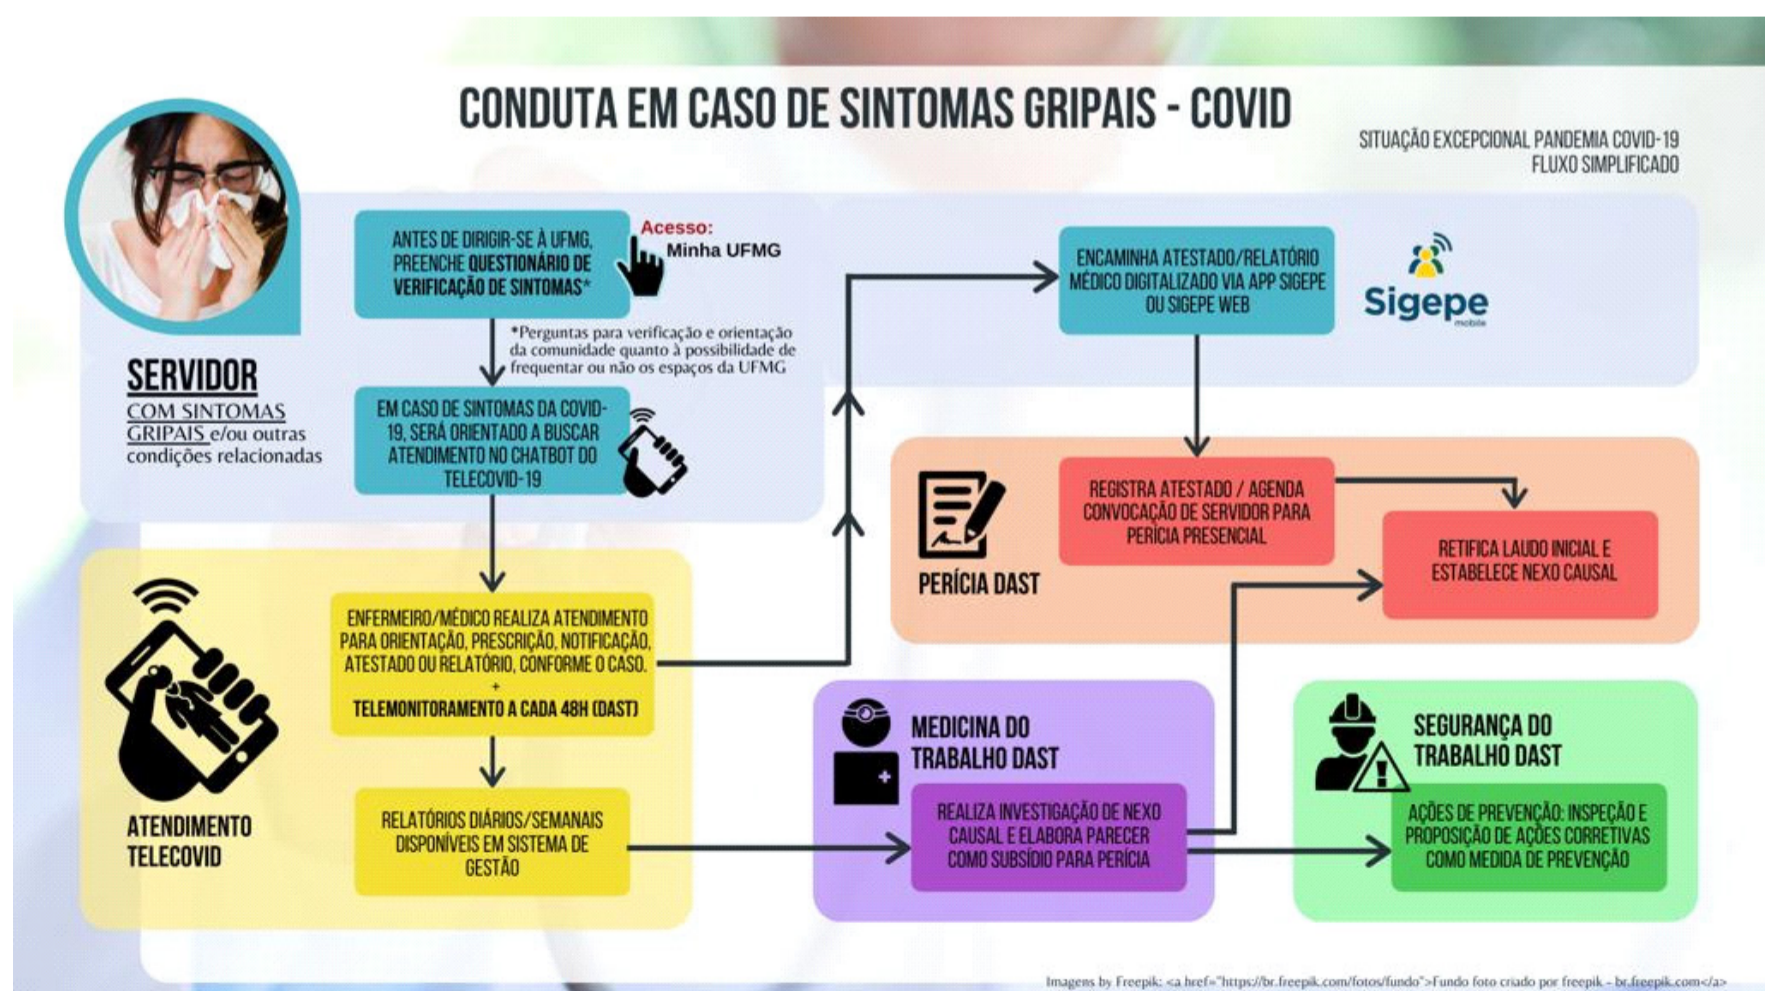 CONDUTA EM CASO DE SINTOMAS GRIPAIS - COVID
SITUAÇÃO EXCEPCIONAL PANDEMIA COVID-19
FLUXO SIMPLIFICADO
SERVIDOR
COM SINTOMAS
GRIPAIS e/ou outras
condições relacionadas
ANTES DE DIRIGIR-SE À UFMG,
PREENCHE QUESTIONÁRIO DE
VERIFICAÇÃO DE SINTOMAS*
Acesso:
Minha UFMG
*Perguntas para verificação e orientação
da comunidade quanto à possibilidade de
frequentar ou não os espaços da UFMG
EM CASO DE SINTOMAS DA COVID-
19, SERÁ ORIENTADO A BUSCAR
ATENDIMENTO NO CHATBOT DO
TELECOVID-19
ENCAMINHA ATESTADO/RELATÓRIO
MÉDICO DIGITALIZADO VIA APP SIGEPE
OU SIGEPE WEB
Sigepe
mobile
ATENDIMENTO
TELECOVID
ENFERMEIRO/MÉDICO REALIZA ATENDIMENTO
PARA ORIENTAÇÃO, PRESCRIÇÃO, NOTIFICAÇÃO,
ATESTADO OU RELATÓRIO, CONFORME O CASO.
+
TELEMONITORAMENTO A CADA 48H (DAST)
RELATÓRIOS DIÁRIOS/SEMANAIS
DISPONÍVEIS EM SISTEMA DE
GESTÃO
PERÍCIA DAST
REGISTRA ATESTADO / AGENDA
CONVOCAÇÃO DE SERVIDOR PARA
PERÍCIA PRESENCIAL
RETIFICA LAUDO INICIAL E
ESTABELECE NEXO CAUSAL
MEDICINA DO
TRABALHO DAST
REALIZA INVESTIGAÇÃO DE NEXO
CAUSAL E ELABORA PARECER
COMO SUBSÍDIO PARA PERÍCIA
SEGURANÇA DO
TRABALHO DAST
AÇÕES DE PREVENÇÃO: INSPEÇÃO E
PROPOSIÇÃO DE AÇÕES CORRETIVAS
COMO MEDIDA DE PREVENÇÃO
Imagens by Freepik: <a href="https://br.freepik.com/fotos/fundo">Fundo foto criado por freepik - br.freepik.com</a>